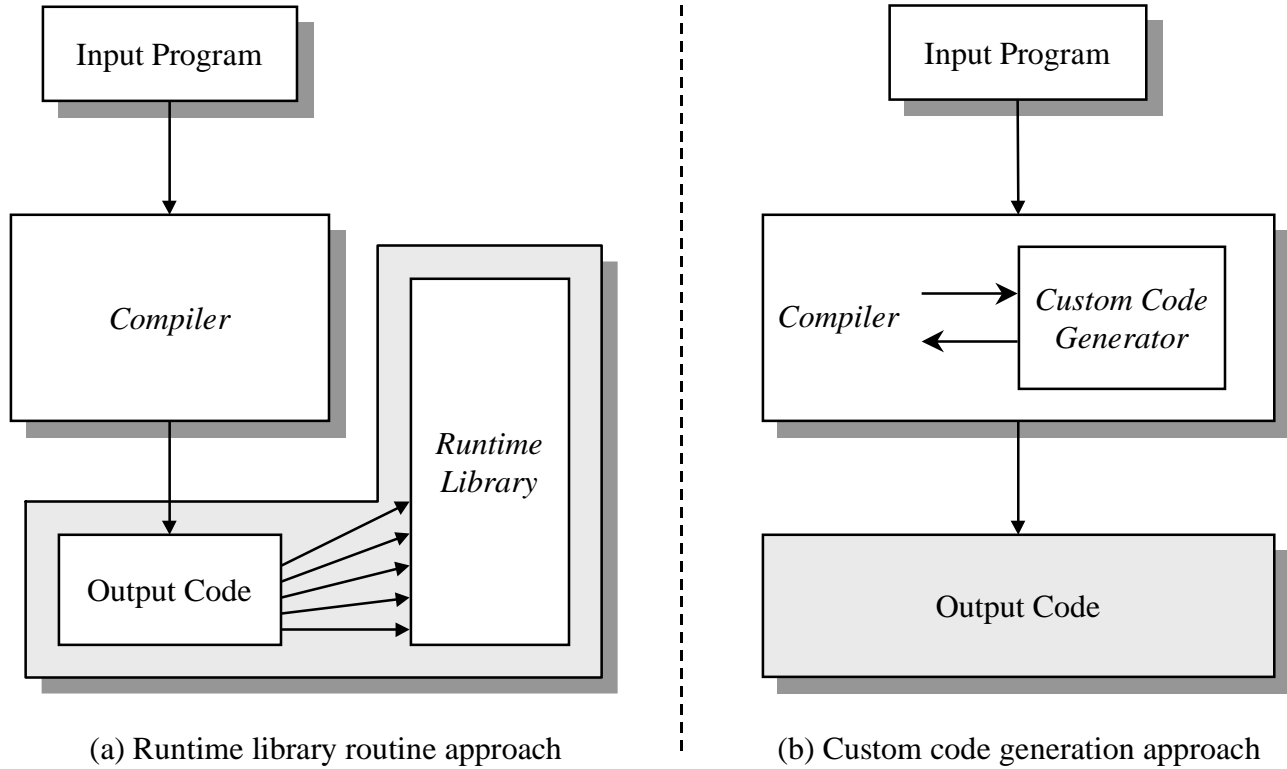 Input Program
Compiler
Runtime
Library
Output Code
(a) Runtime library routine approach
Input Program
Compiler
Custom Code
Generator
Output Code
(b) Custom code generation approach